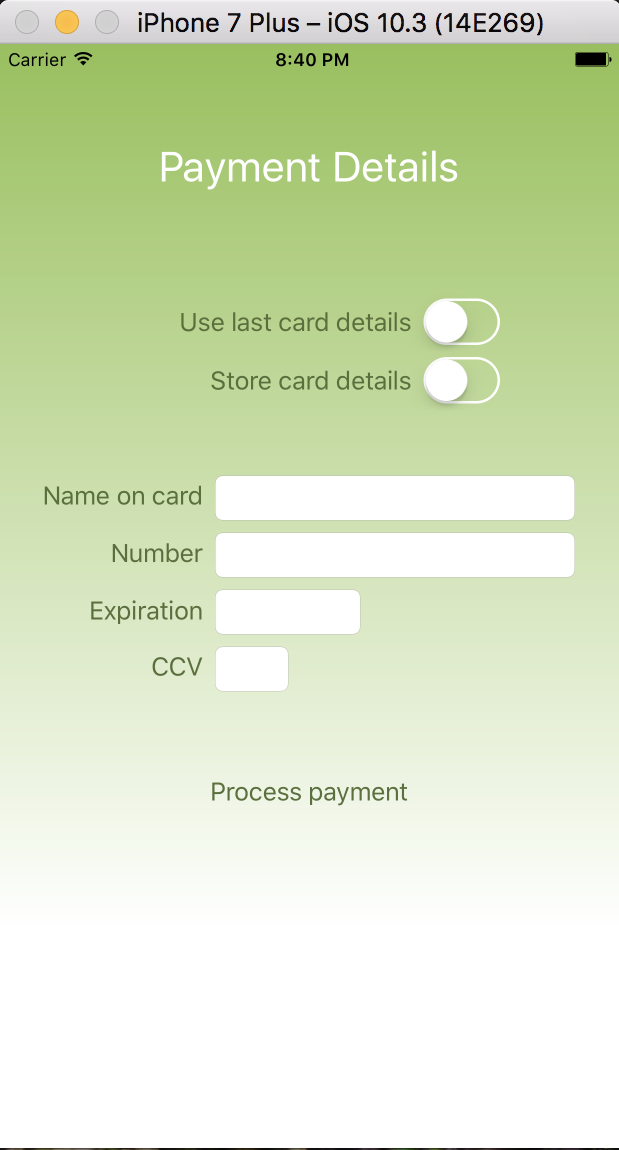 iPhone 7 Plus – iOS 10.3 (14E269)
Carrier 8:40 PM
Payment Details
Use last card details
Store card details
Name on card
Number
Expiration
CCV
Process payment